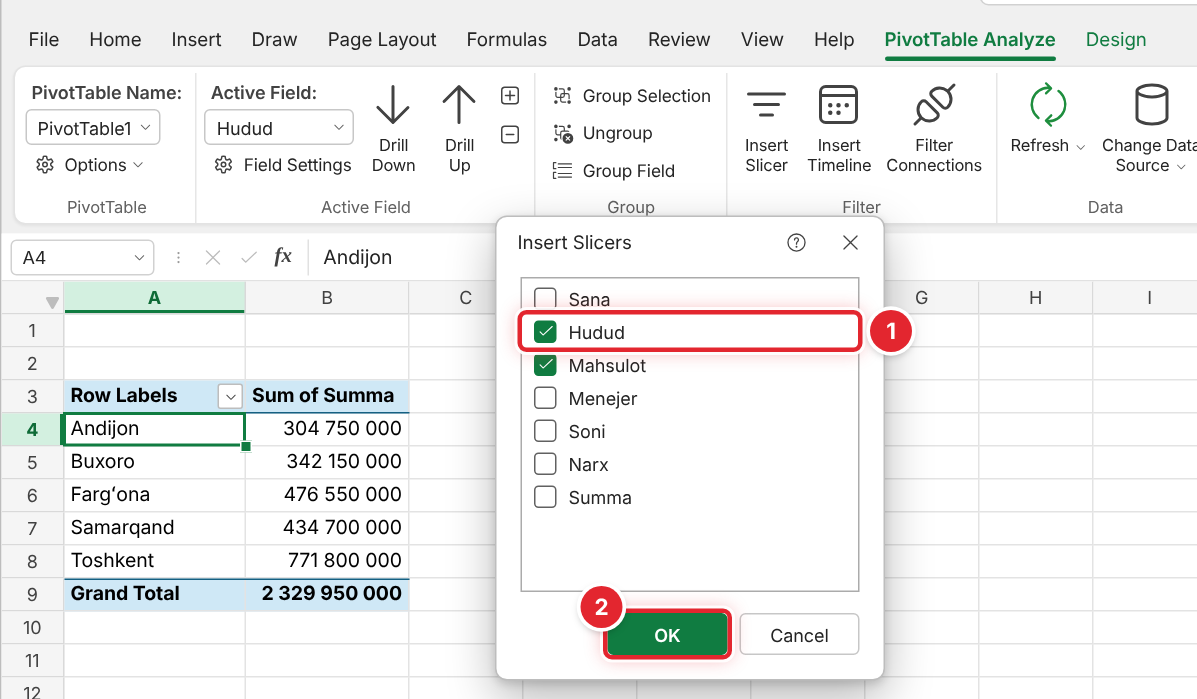 File Home Insert Draw Page Layout Formulas Data Review View Help PivotTable Analyze Design
PivotTable Name:
PivotTable1
Options
PivotTable
Active Field:
Hudud
Field Settings
Drill
Down
Drill
Up
Active Field
Group Selection
Ungroup
Group Field
Group
Insert
Slicer
Insert
Timeline
Filter
Connections
Filter
Refresh
Change Data
Source
Data
A4 fx Andijon
A B C G H I
1
2
3 Row Labels Sum of Summa
4 Andijon 304 750 000
5 Buxoro 342 150 000
6 Fargʻona 476 550 000
7 Samarqand 434 700 000
8 Toshkent 771 800 000
9 Grand Total 2 329 950 000
10
11
12
Insert Slicers ?
Sana
Hudud 1
Mahsulot
Menejer
Soni
Narx
Summa
2
OK Cancel